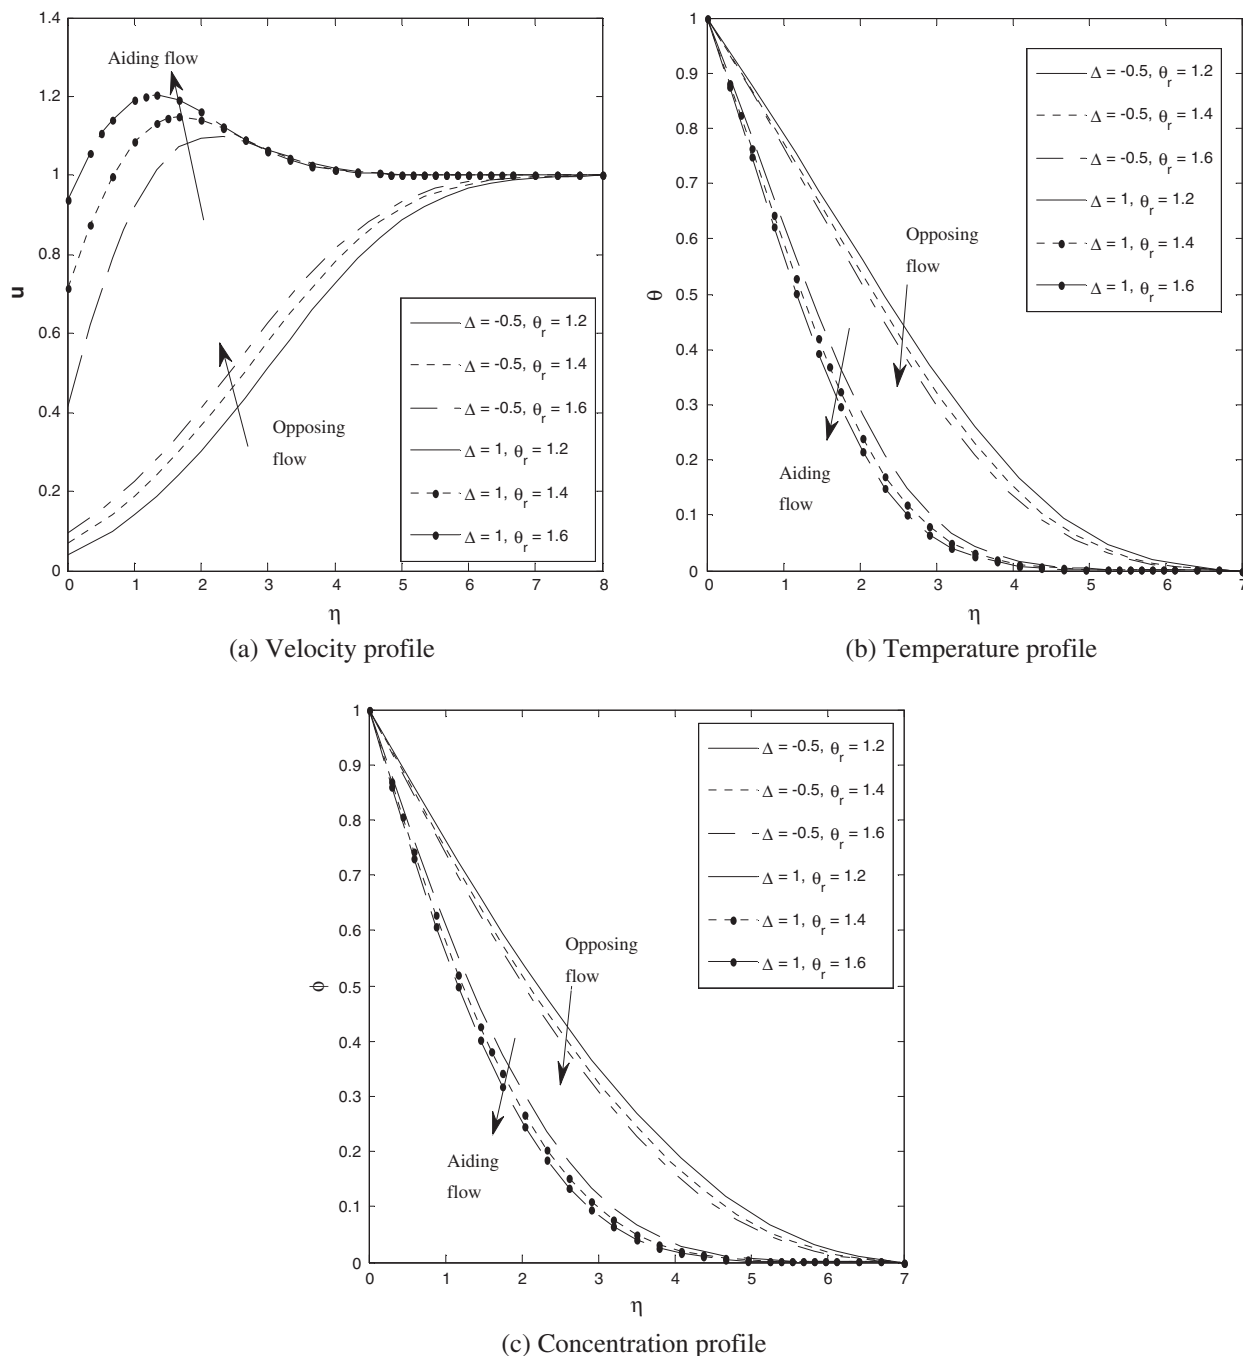 1.4
1.2
1
0.8
0.6
0.4
0.2
0
u
Aiding flow
Opposing
flow
Δ = -0.5, θr = 1.2
Δ = -0.5, θr = 1.4
Δ = -0.5, θr = 1.6
Δ = 1, θr = 1.2
Δ = 1, θr = 1.4
Δ = 1, θr = 1.6
0 1 2 3 4 5 6 7 8
η
(a) Velocity profile
1
0.9
0.8
0.7
0.6
0.5
0.4
0.3
0.2
0.1
0
θ
Δ = -0.5, θr = 1.2
Δ = -0.5, θr = 1.4
Δ = -0.5, θr = 1.6
Δ = 1, θr = 1.2
Δ = 1, θr = 1.4
Δ = 1, θr = 1.6
Opposing
flow
Aiding
flow
0 1 2 3 4 5 6 7
η
(b) Temperature profile
1
0.9
0.8
0.7
0.6
0.5
0.4
0.3
0.2
0.1
0
ϕ
Δ = -0.5, θr = 1.2
Δ = -0.5, θr = 1.4
Δ = -0.5, θr = 1.6
Δ = 1, θr = 1.2
Δ = 1, θr = 1.4
Δ = 1, θr = 1.6
Opposing
flow
Aiding
flow
0 1 2 3 4 5 6 7
η
(c) Concentration profile